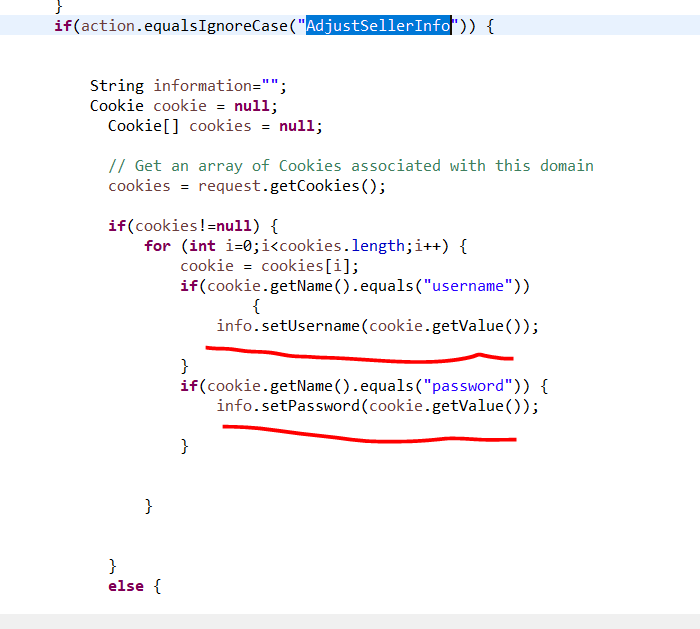 }
if(action.equalsIgnoreCase("AdjustSellerInfo")) {
String information="";
Cookie cookie = null;
Cookie[] cookies = null;
// Get an array of Cookies associated with this domain
cookies = request.getCookies();
if(cookies!=null) {
for (int i=0;i<cookies.length;i++) {
cookie = cookies[i];
if(cookie.getName().equals("username"))
{
info.setUsername(cookie.getValue());
}
if(cookie.getName().equals("password")) {
info.setPassword(cookie.getValue());
}
}
}
else {